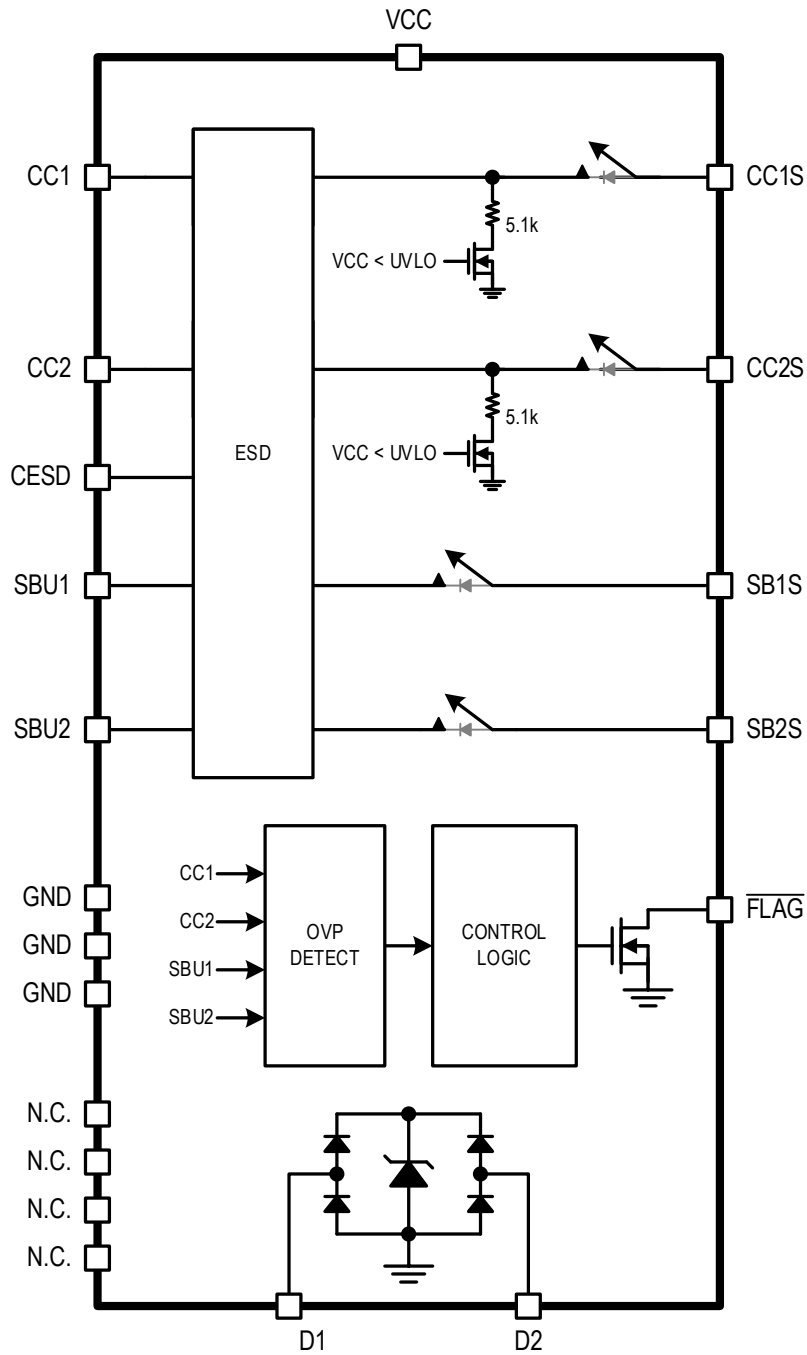 VCC
CC1
CC1S
5.1k
VCC < UVLO
CC2
CC2S
5.1k
ESD
VCC < UVLO
CESD
SBU1
SB1S
SBU2
SB2S
GND
GND
GND
CC1
CC2
SBU1
SBU2
OVP
DETECT
CONTROL
LOGIC
FLAG
N.C.
N.C.
N.C.
N.C.
D1
D2